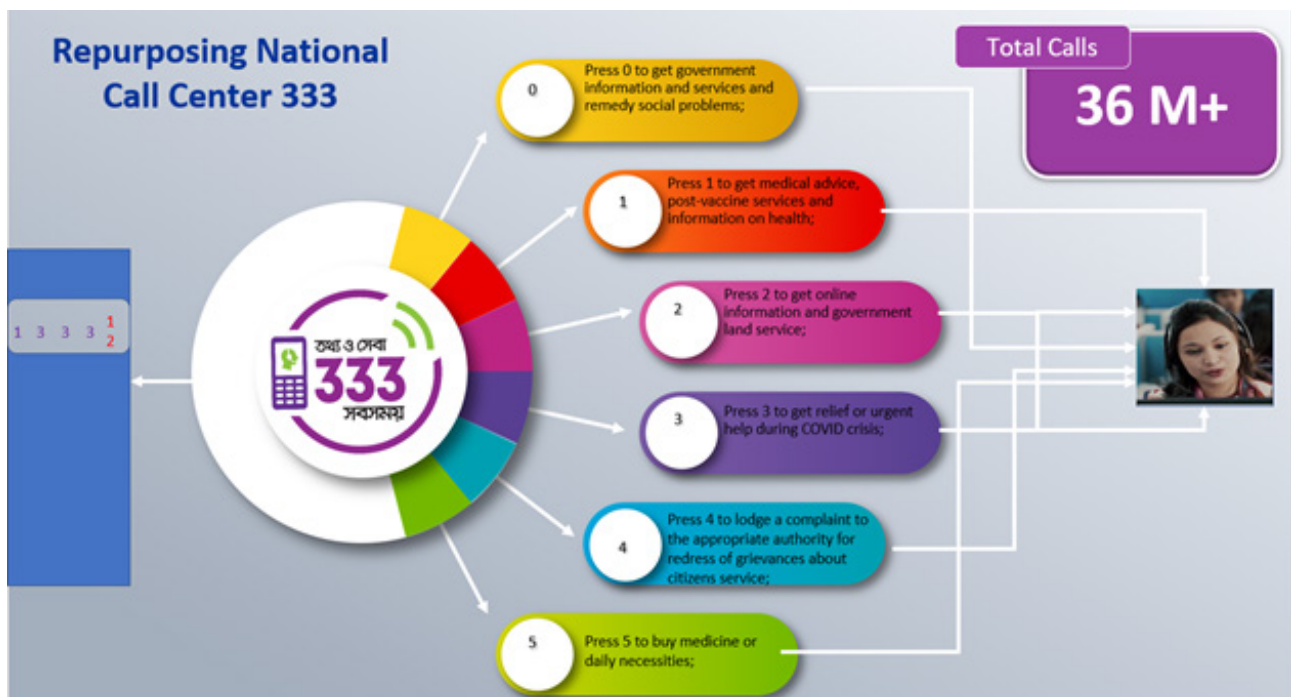 Repurposing National
Call Center 333
Total Calls
36 M+
0
Press 0 to get government
information and services and
remedy social problems;
1
Press 1 to get medical advice,
post-vaccine services and
information on health;
2
Press 2 to get online
information and government
land service;
3
Press 3 to get relief or urgent
help during COVID crisis;
4
Press 4 to lodge a complaint to
the appropriate authority for
redress of grievances about
citizens service;
5
Press 5 to buy medicine or
daily necessities;
1 3 3 3 1
2
তথ্য ও সেবা
333
সবসময়